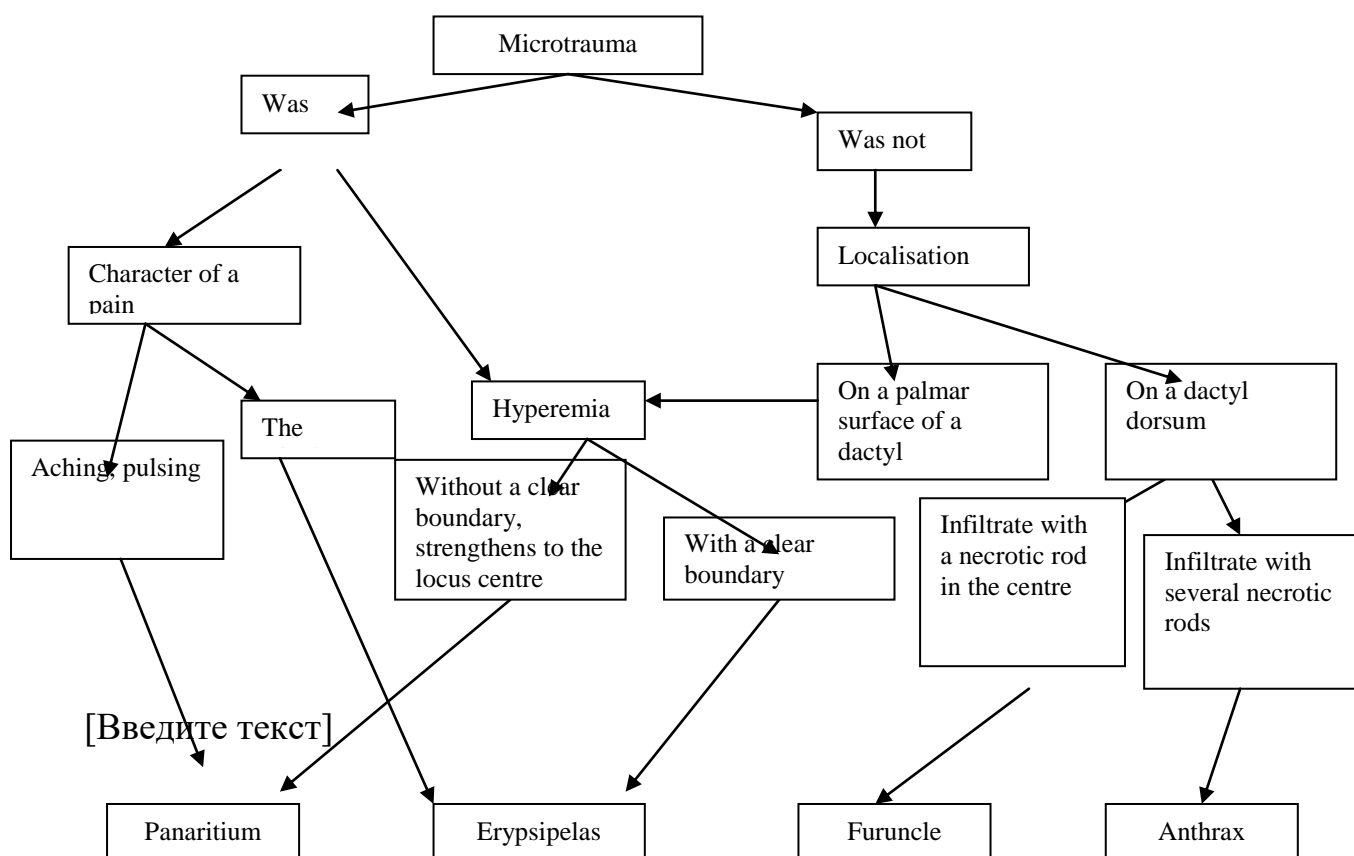 Microtrauma
Was
Was not
Character of a
pain
Localisation
Hyperemia
On a palmar
surface of a
dactyl
On a dactyl
dorsum
The
Aching, pulsing
Without a clear
boundary,
strengthens to the
locus centre
With a clear
boundary
Infiltrate with
a necrotic rod
in the centre
Infiltrate with
several necrotic
rods
[Введите текст]
Panaritium
Erypsipelas
Furuncle
Anthrax